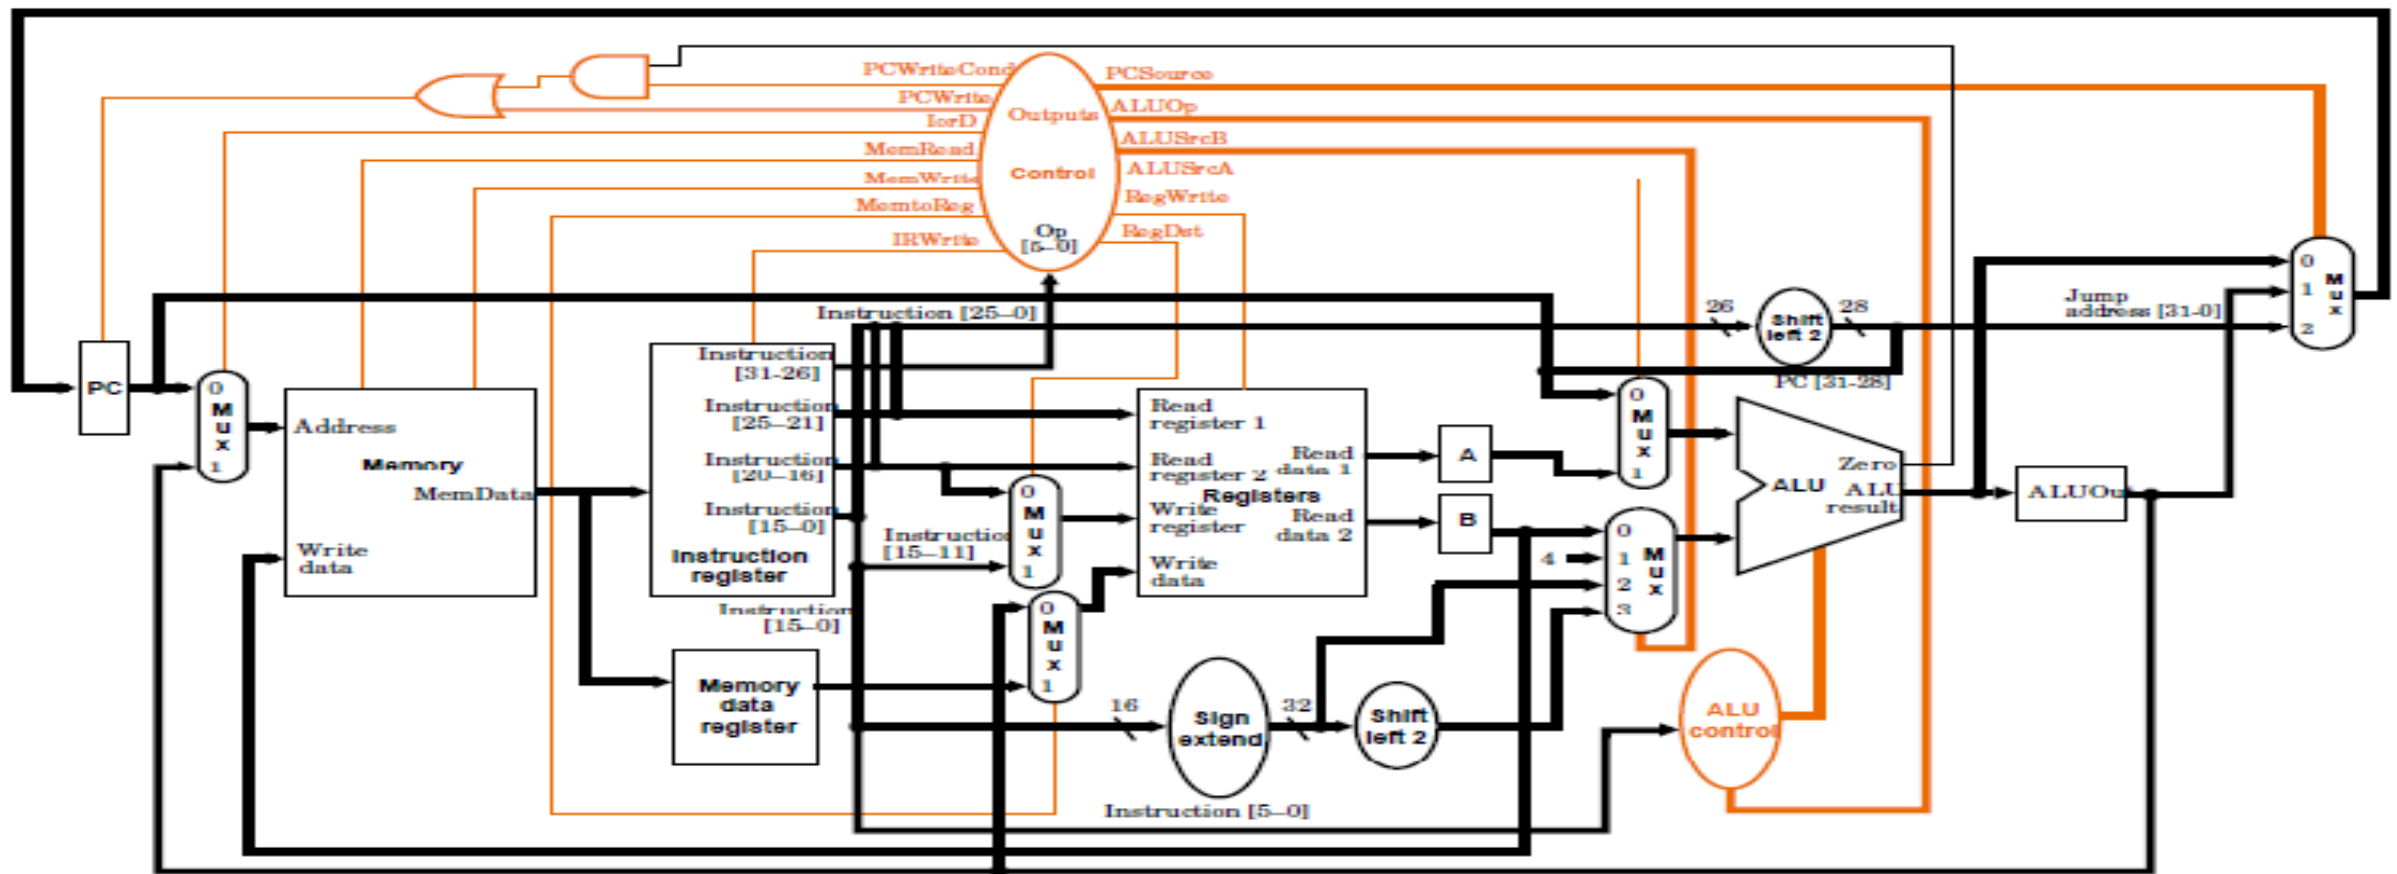 PCWriteCond
PCWrite
IorD
MemRead
MemWrite
MemtoReg
IRWrite
Outputs
Control
Op
[5–0]
PCSource
ALUOp
ALUSrcB
ALUSrcA
RegWrite
RegDst
PC
0
M
u
x
1
Address
Memory
MemData
Write
data
Instruction [25–0]
Instruction
[31-26]
Instruction
[25–21]
Instruction
[20–16]
Instruction
[15–0]
Instruction
register
Instruction
[15–0]
Memory
data
register
Instruction
[15–11]
0
M
u
x
1
0
M
u
x
1
Read
register 1
Read
register 2
Registers
Write
register
Write
data
Read
data 1
Read
data 2
16
Sign
extend
32
Shift
left 2
Instruction [5–0]
A
B
4
0
M
u
x
1
0
1
2
3
M
u
x
26
Shift
left 2
28
PC [31-28]
Jump
address [31-0]
Zero
ALU
ALU
result
ALUOut
ALU
control
0
1
2
M
u
x